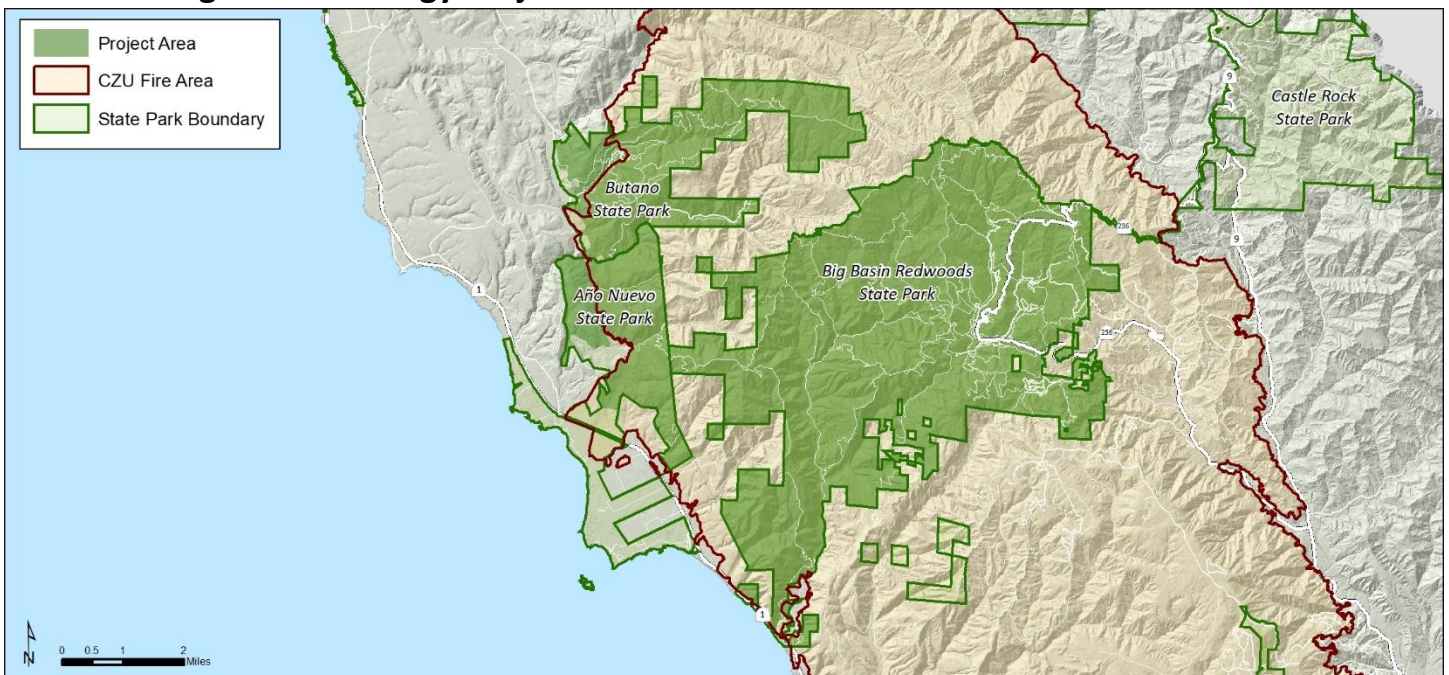 Project Area
CZU Fire Area
State Park Boundary
9
Castle Rock
State Park
Butano
State Park
236
9
Big Basin Redwoods
State Park
1
Año Nuevo
State Park
236
1
N
0 0.5 1 2
Miles